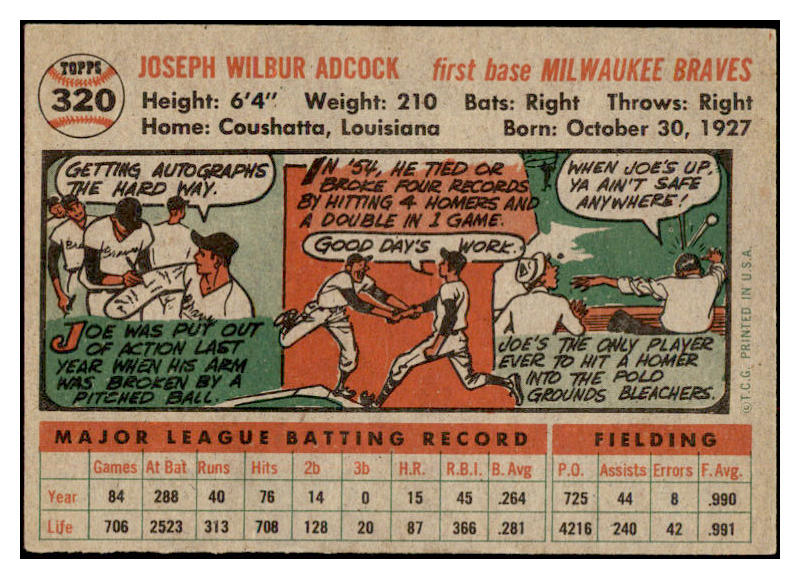 TOPPS
320
JOSEPH WILBUR ADCOCK first base MILWAUKEE BRAVES
Height: 6'4" Weight: 210 Bats: Right Throws: Right
Home: Coushatta, Louisiana Born: October 30, 1927
GETTING AUTOGRAPHS
THE HARD WAY.
JOE WAS PUT OUT
OF ACTION LAST
YEAR WHEN HIS ARM
WAS BROKEN BY A
PITCHED BALL.
IN '54, HE TIED OR
BROKE FOUR RECORDS
BY HITTING 4 HOMERS AND
A DOUBLE IN 1 GAME.
GOOD DAY'S WORK.
WHEN JOE'S UP,
YA AIN'T SAFE
ANYWHERE!
JOE'S THE ONLY PLAYER
EVER TO HIT A HOMER
INTO THE POLO
GROUNDS BLEACHERS.
©T.C.G. PRINTED IN U.S.A.
MAJOR LEAGUE BATTING RECORD FIELDING
Games At Bat Runs Hits 2b 3b H.R. R.B.I. B. Avg P.O. Assists Errors F. Avg.
Year 84 288 40 76 14 0 15 45 .264 725 44 8 .990
Life 706 2523 313 708 128 20 87 366 .281 4216 240 42 .991